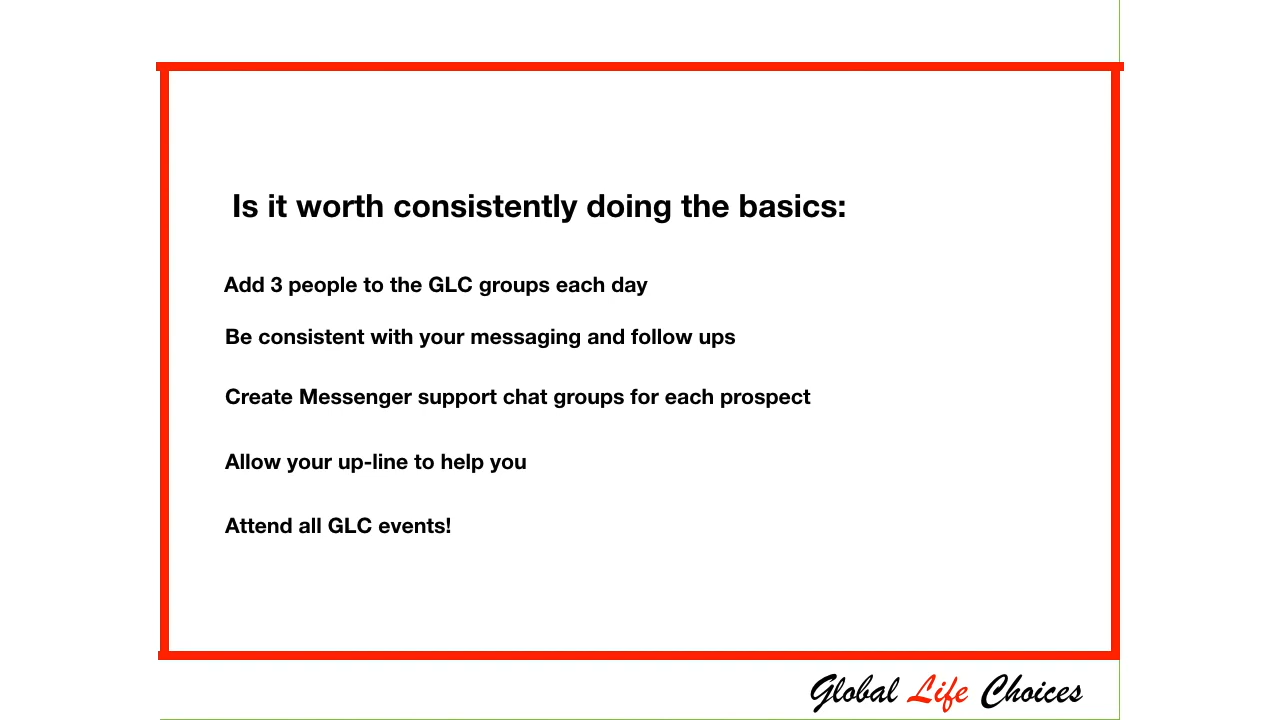 Is it worth consistently doing the basics:
Add 3 people to the GLC groups each day
Be consistent with your messaging and follow ups
Create Messenger support chat groups for each prospect
Allow your up-line to help you
Attend all GLC events!
Global Life Choices